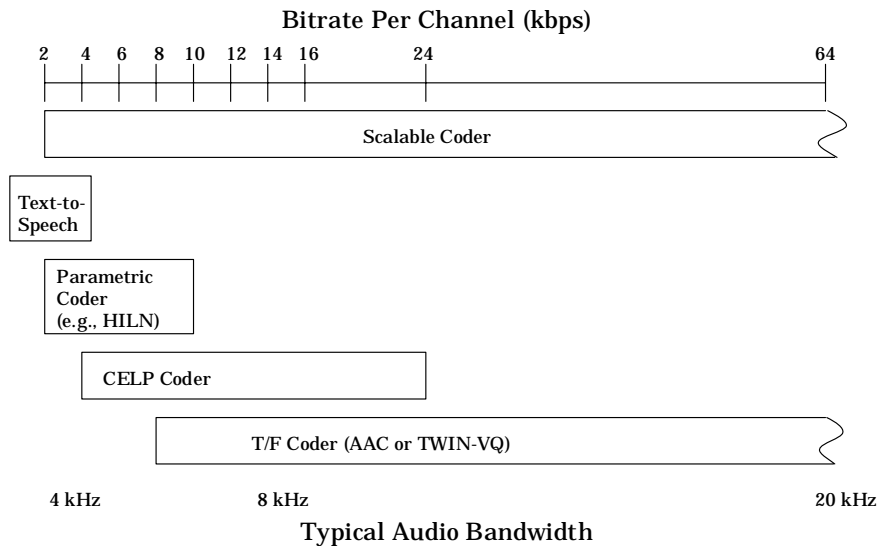 Bitrate Per Channel (kbps)
2 4 6 8 10 12 14 16 24 64
Scalable Coder
Text-to-
Speech
Parametric
Coder
(e.g., HILN)
CELP Coder
T/F Coder (AAC or TWIN-VQ)
4 kHz 8 kHz 20 kHz
Typical Audio Bandwidth